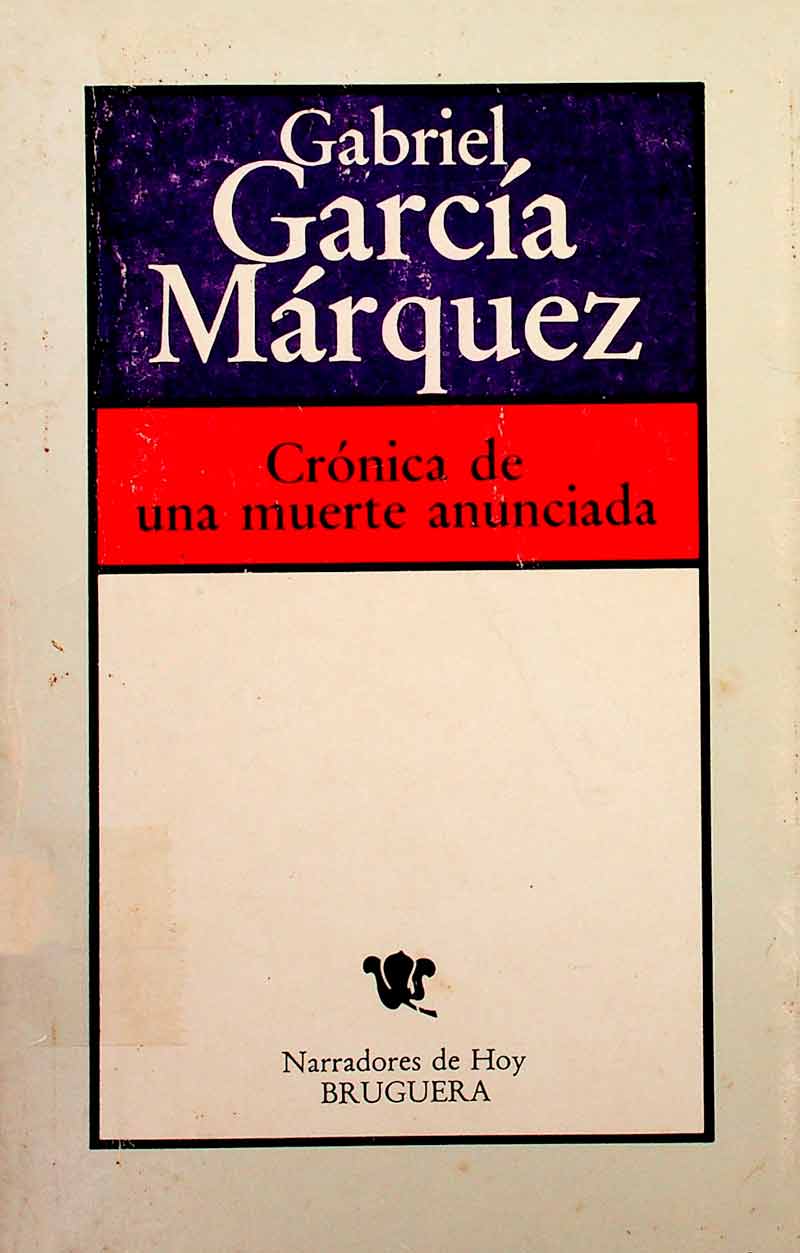 Gabriel
García
Márquez
Crónica de
una muerte anunciada
Narradores de Hoy
BRUGUERA